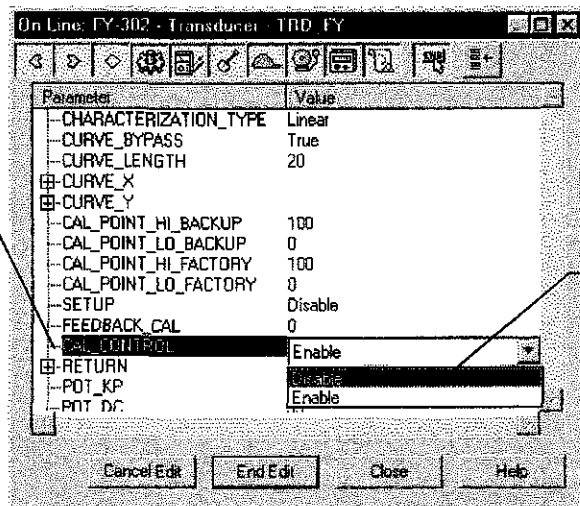 On Line: FY-302 - Transducer - TRD_FY
Parameter Value
CHARACTERIZATION_TYPE Linear
CURVE_BYPASS True
CURVE_LENGTH 20
CURVE_X
CURVE_Y
CAL_POINT_HI_BACKUP 100
CAL_POINT_LO_BACKUP 0
CAL_POINT_HI_FACTORY 100
CAL_POINT_LO_FACTORY 0
SETUP Disable
FEEDBACK_CAL 0
CAL_CONTROL Enable
RETURN Disable
POT_KP Enable
POT_DC
Cancel Edit End Edit Close Help